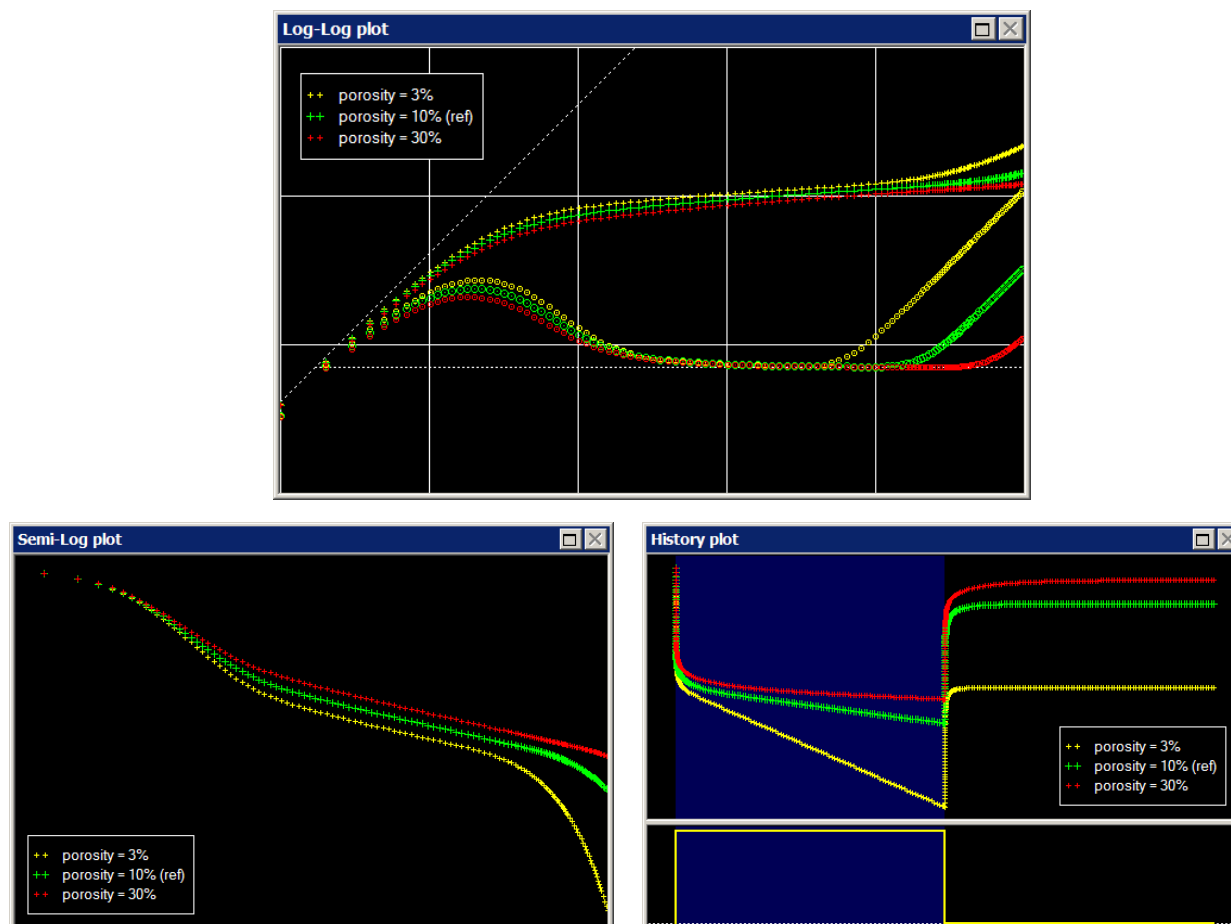 Log-Log plot
porosity = 3%
porosity = 10% (ref)
porosity = 30%
Semi-Log plot
porosity = 3%
porosity = 10% (ref)
porosity = 30%
History plot
porosity = 3%
porosity = 10% (ref)
porosity = 30%